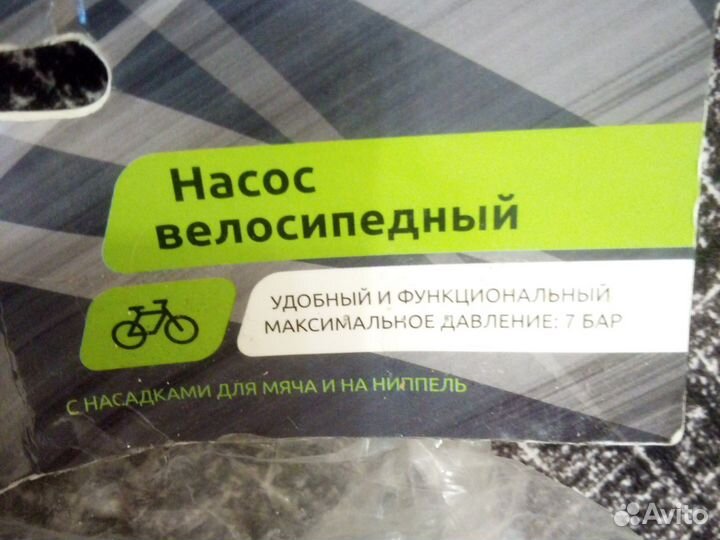 Насос
велосипедный
УДОБНЫЙ И ФУНКЦИОНАЛЬНЫЙ
МАКСИМАЛЬНОЕ ДАВЛЕНИЕ: 7 БАР
С НАСАДКАМИ ДЛЯ МЯЧА И НА НИППЕЛЬ
Avito